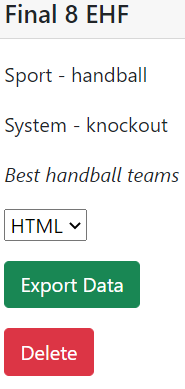 Final 8 EHF
Sport - handball
System - knockout
Best handball teams
HTML
Export Data
Delete